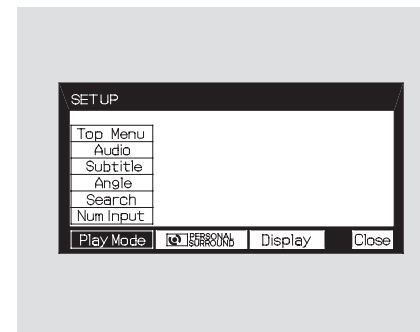 SETUP
Top Menu
Audio
Subtitle
Angle
Search
Num Input
Play Mode PERSONAL SURROUND Display Close